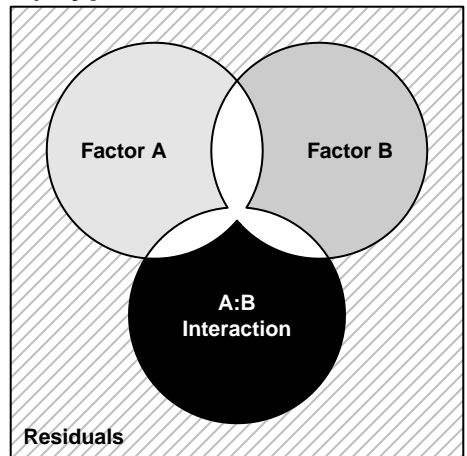 Factor A
Factor B
A:B
Interaction
Residuals